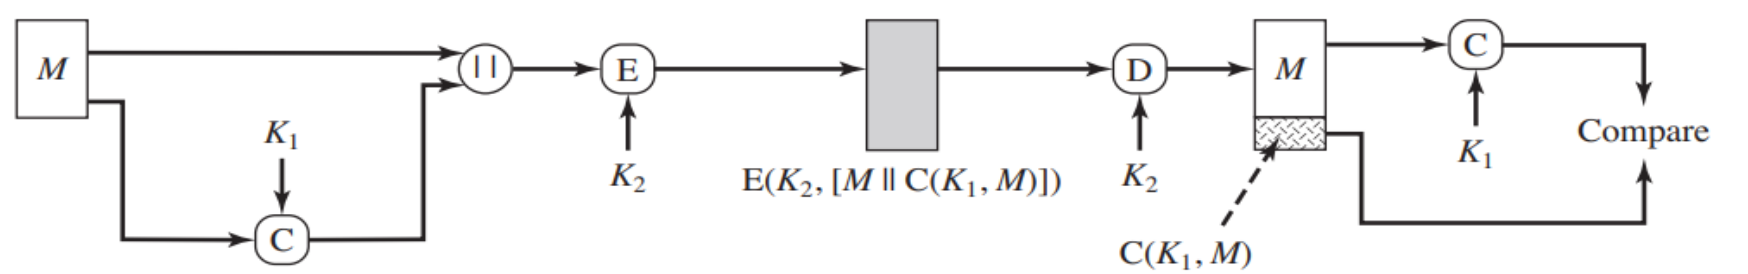 M
K₁
C
||
E
K₂
E(K₂, [M || C(K₁, M)])
D
K₂
M
C(K₁, M)
C
K₁
Compare